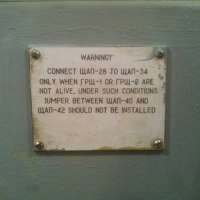 WARNING!
CONNECT ЩАП-28 TO ЩАП-34
ONLY WHEN ГРЩ-1 OR ГРЩ-2 ARE
NOT ALIVE. UNDER SUCH CONDITIONS
JUMPER BETWEEN ЩАП-40 AND
ЩАП-42 SHOULD NOT BE INSTALLED